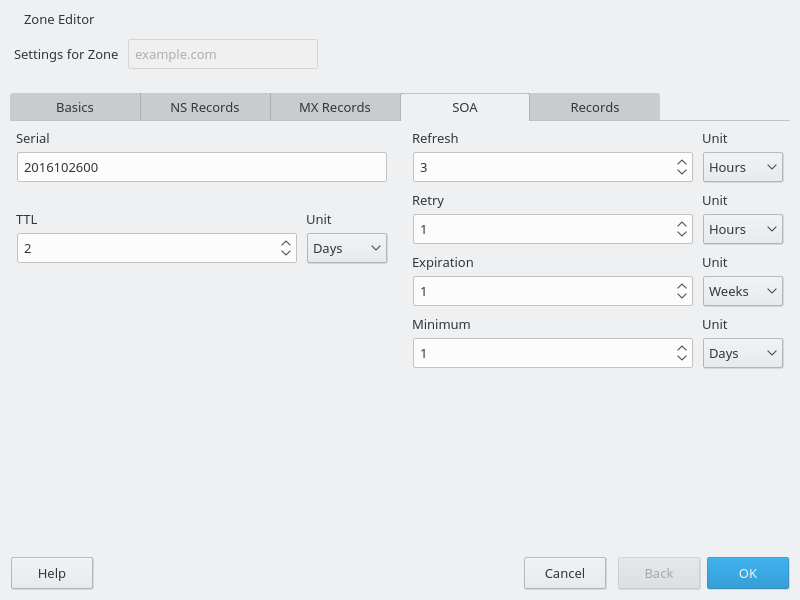 Zone Editor
Settings for Zone example.com
Basics NS Records MX Records SOA Records
Serial
2016102600
TTL Unit
2 Days
Refresh Unit
3 Hours
Retry Unit
1 Hours
Expiration Unit
1 Weeks
Minimum Unit
1 Days
Help Cancel Back OK